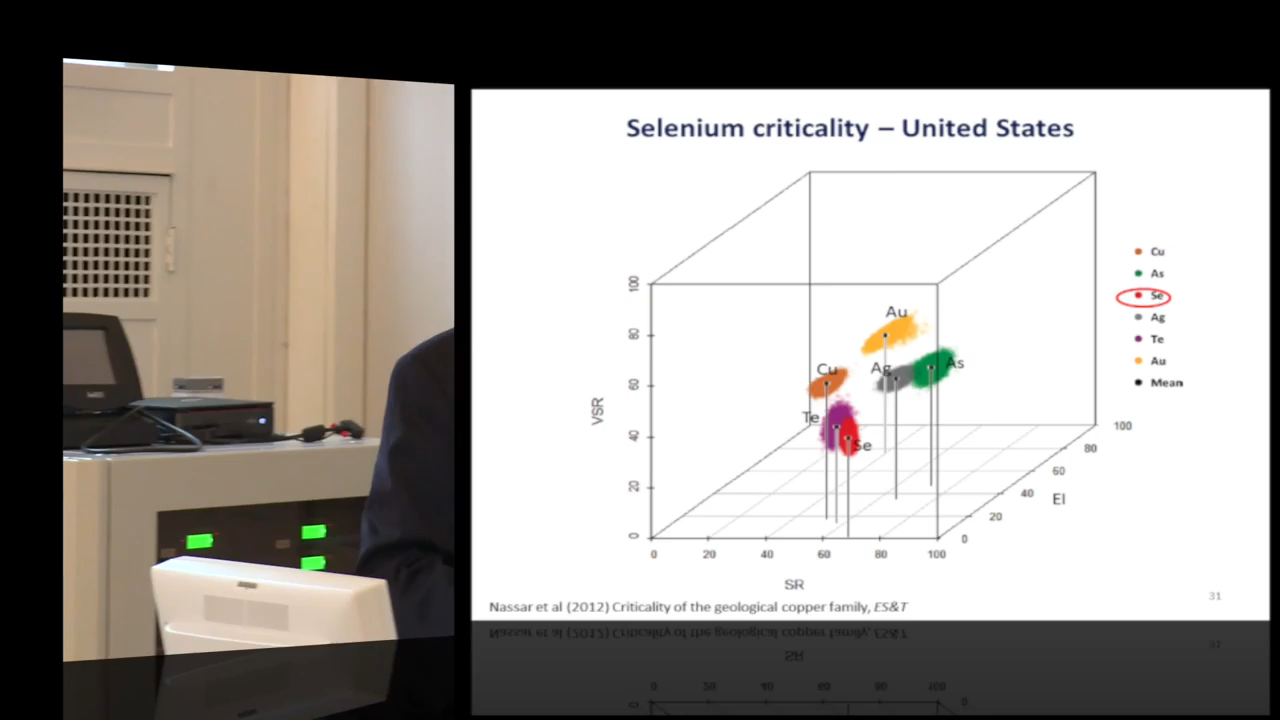 Selenium criticality – United States
100
80
60
40
20
0
VSR
0
20
40
60
80
100
SR
0
20
40
60
80
100
EI
Au
Cu
Ag
As
Te
Se
Cu
As
Se
Ag
Te
Au
Mean
31
Nassar et al (2012) Criticality of the geological copper family, ES&T